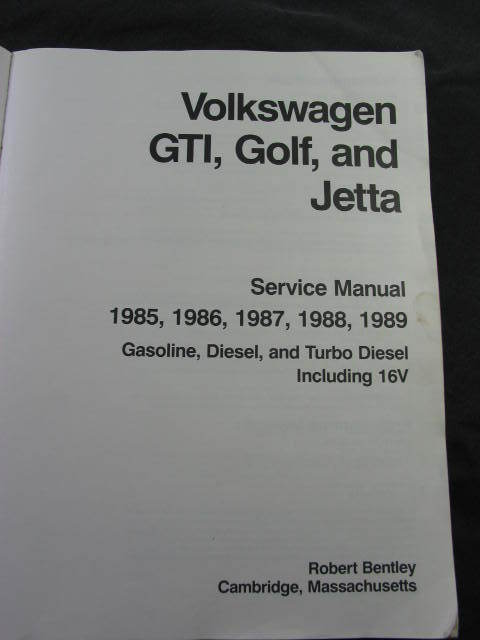 Volkswagen
GTI, Golf, and
Jetta
Service Manual
1985, 1986, 1987, 1988, 1989
Gasoline, Diesel, and Turbo Diesel
Including 16V
Robert Bentley
Cambridge, Massachusetts